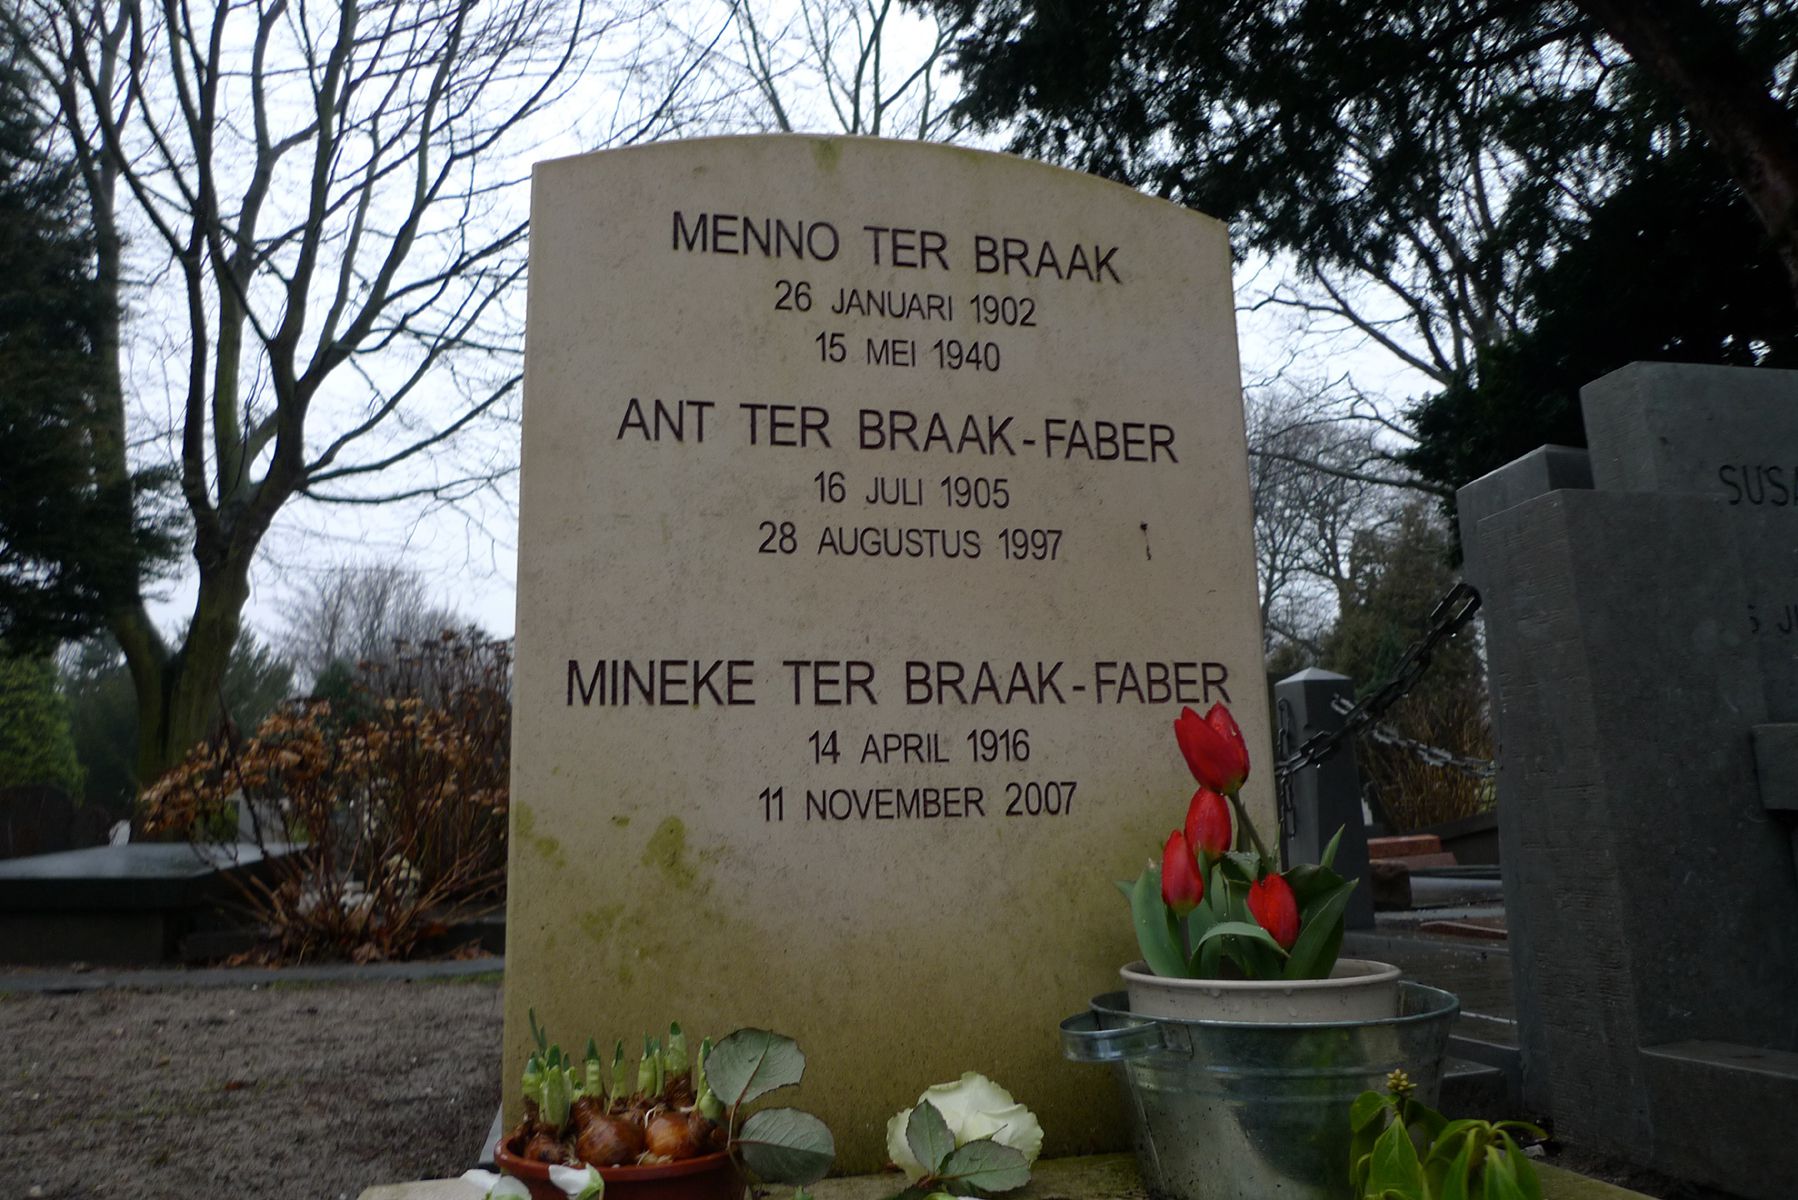 MENNO TER BRAAK
26 JANUARI 1902
15 MEI 1940
ANT TER BRAAK-FABER
16 JULI 1905
28 AUGUSTUS 1997
MINEKE TER BRAAK-FABER
14 APRIL 1916
11 NOVEMBER 2007